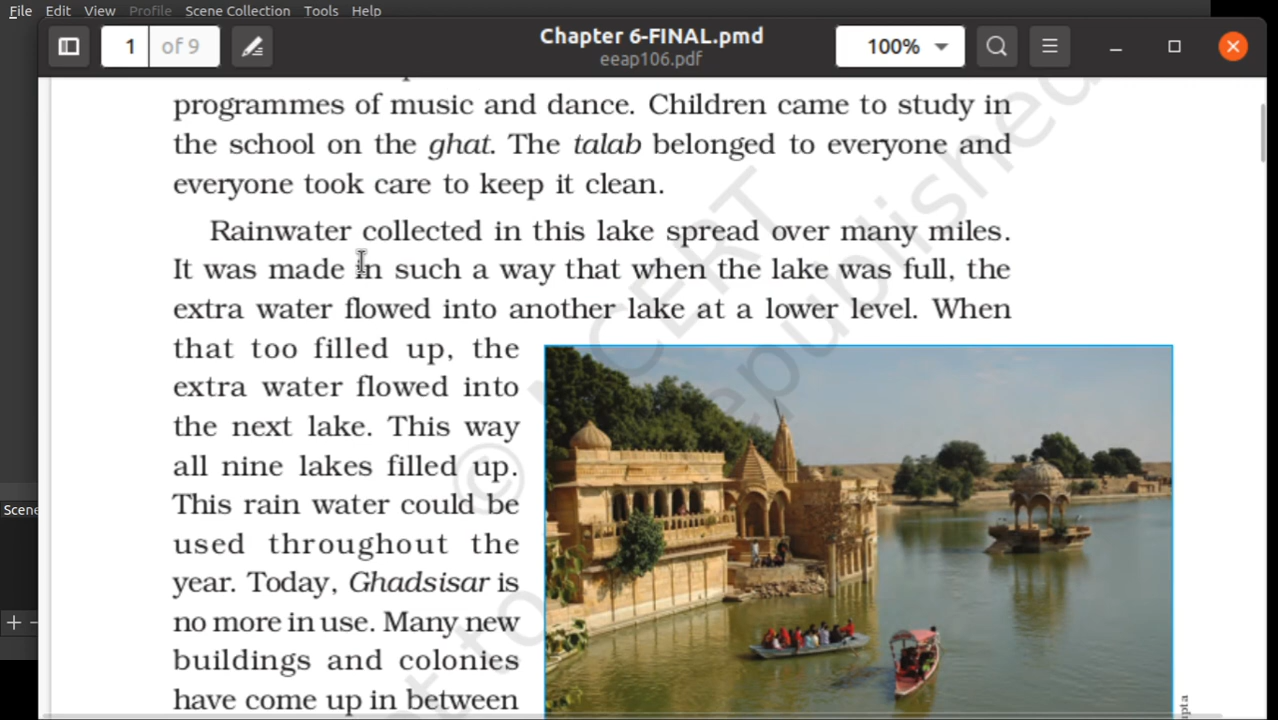 File Edit View Profile Scene Collection Tools Help
1 of 9
Chapter 6-FINAL.pmd
eeap106.pdf
100%
programmes of music and dance. Children came to study in
the school on the ghat. The talab belonged to everyone and
everyone took care to keep it clean.
Rainwater collected in this lake spread over many miles.
It was made in such a way that when the lake was full, the
extra water flowed into another lake at a lower level. When
that too filled up, the
extra water flowed into
the next lake. This way
all nine lakes filled up.
This rain water could be
used throughout the
year. Today, Ghadsisar is
no more in use. Many new
buildings and colonies
have come up in between
© NCERT
not to republished
Scene